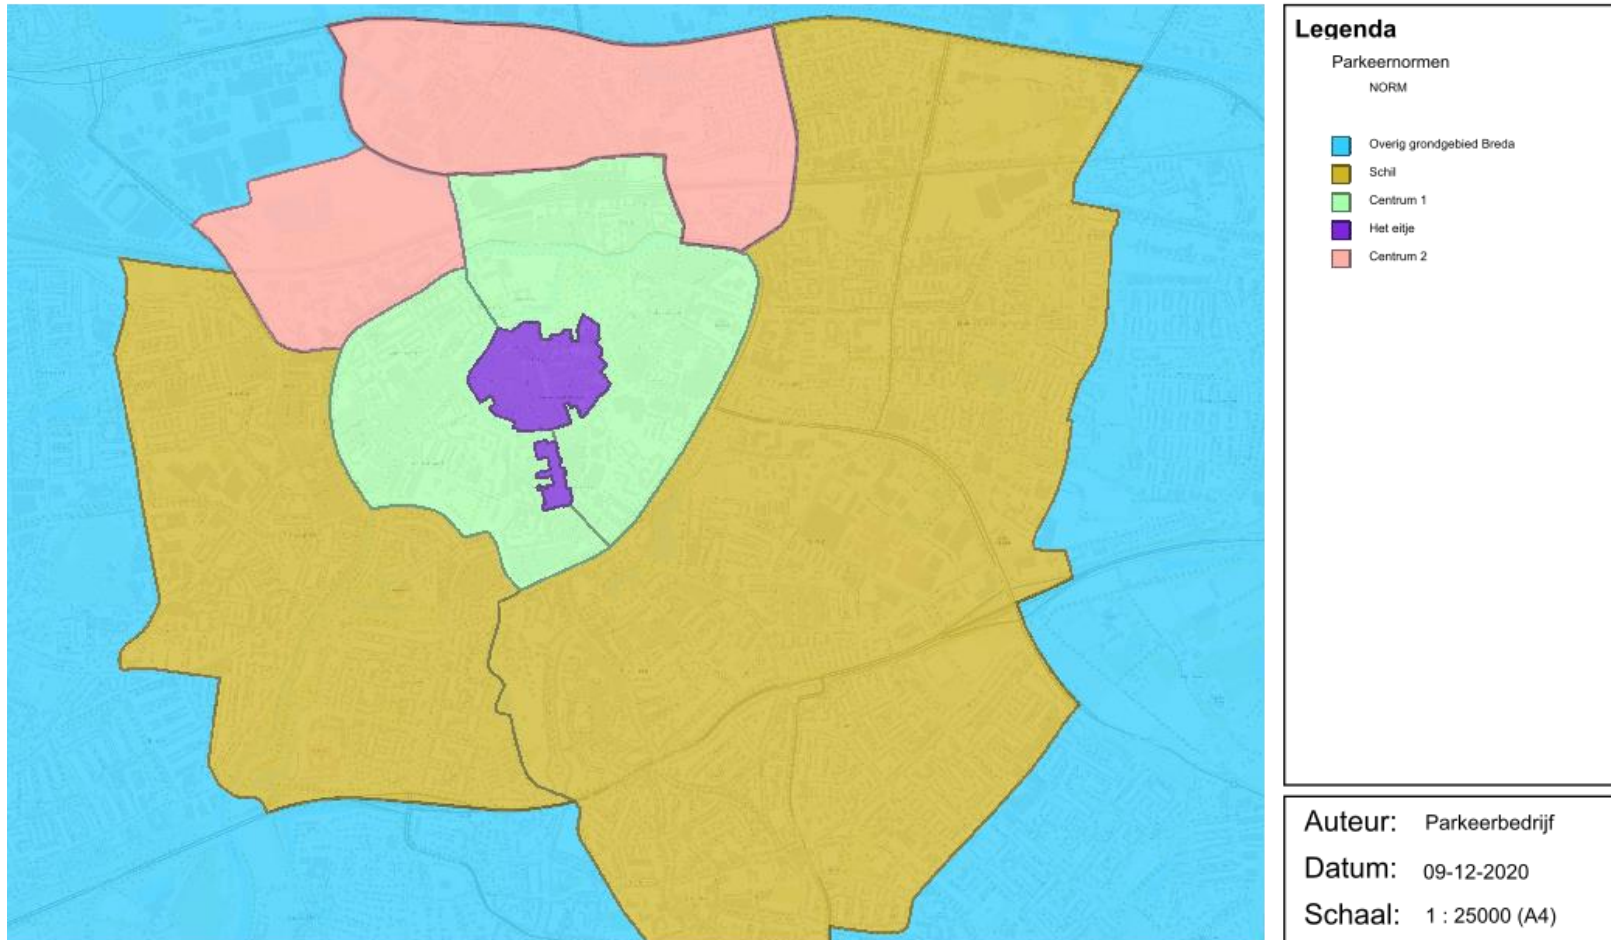 Legenda
Parkeernormen
NORM
Overig grondgebied Breda
Schil
Centrum 1
Het eitje
Centrum 2
Auteur: Parkeerbedrijf
Datum: 09-12-2020
Schaal: 1 : 25000 (A4)